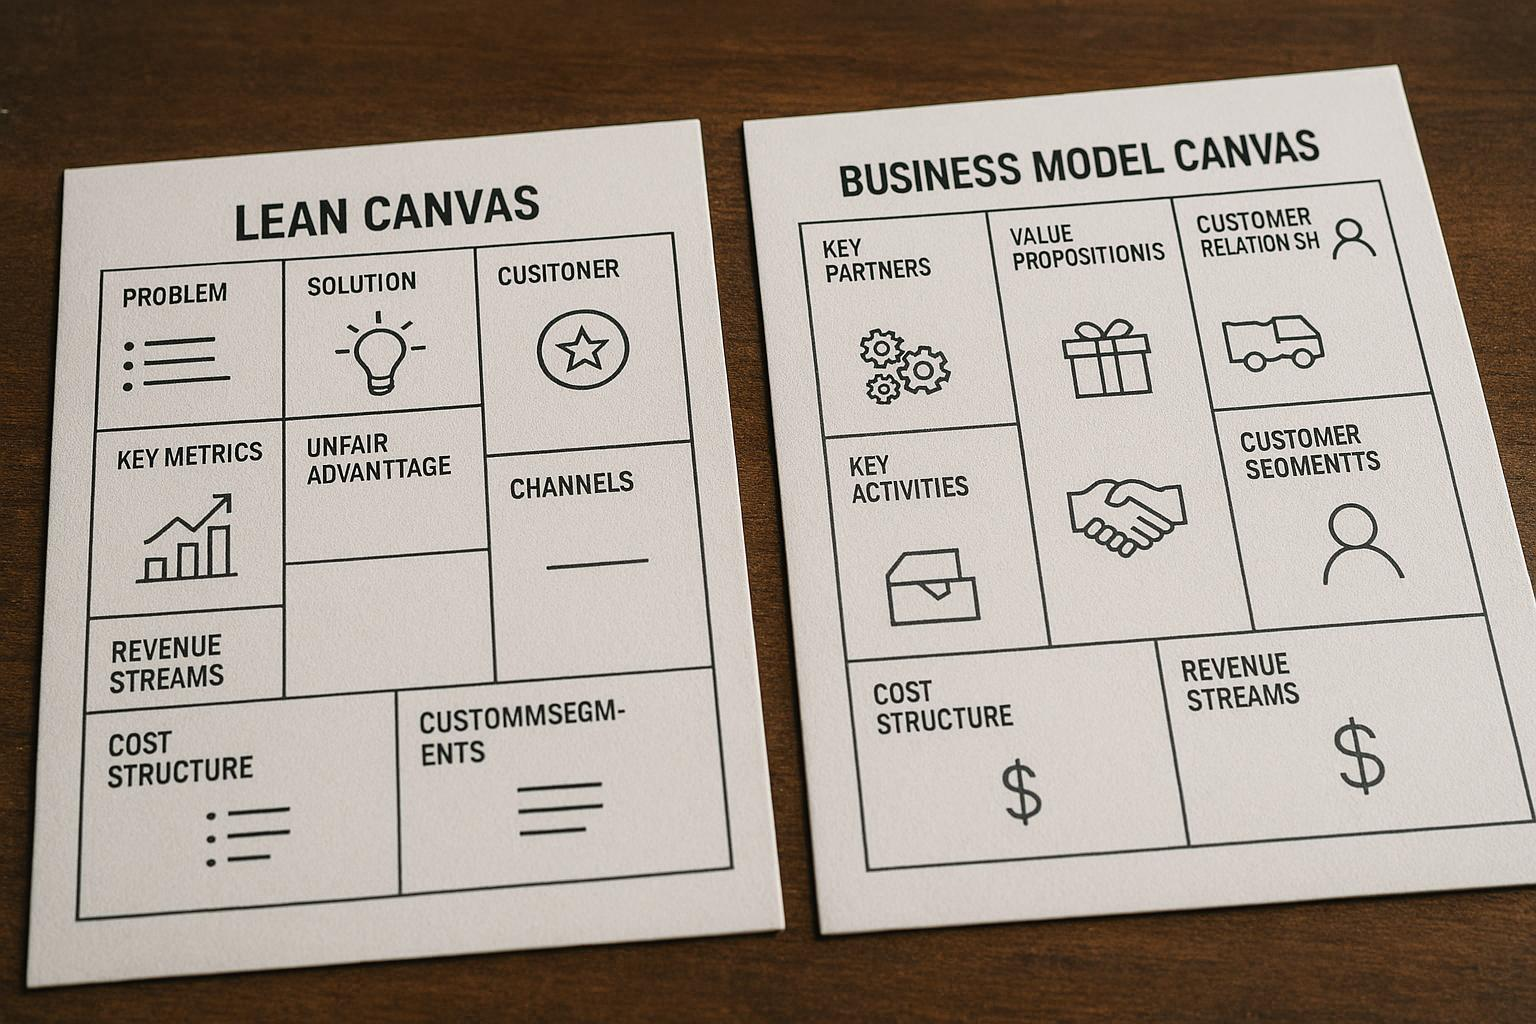 LEAN CANVAS
PROBLEM
SOLUTION
CUSITONER
KEY METRICS
UNFAIR
ADVANTTAGE
CHANNELS
REVENUE
STREAMS
COST
STRUCTURE
CUSTOMMSEGM-
ENTS
BUSINESS MODEL CANVAS
KEY
PARTNERS
VALUE
PROPOSITIONIS
CUSTOMER
RELATION SH
KEY
ACTIVITIES
CUSTOMER
SEOMENTTS
COST
STRUCTURE
$
REVENUE
STREAMS
$